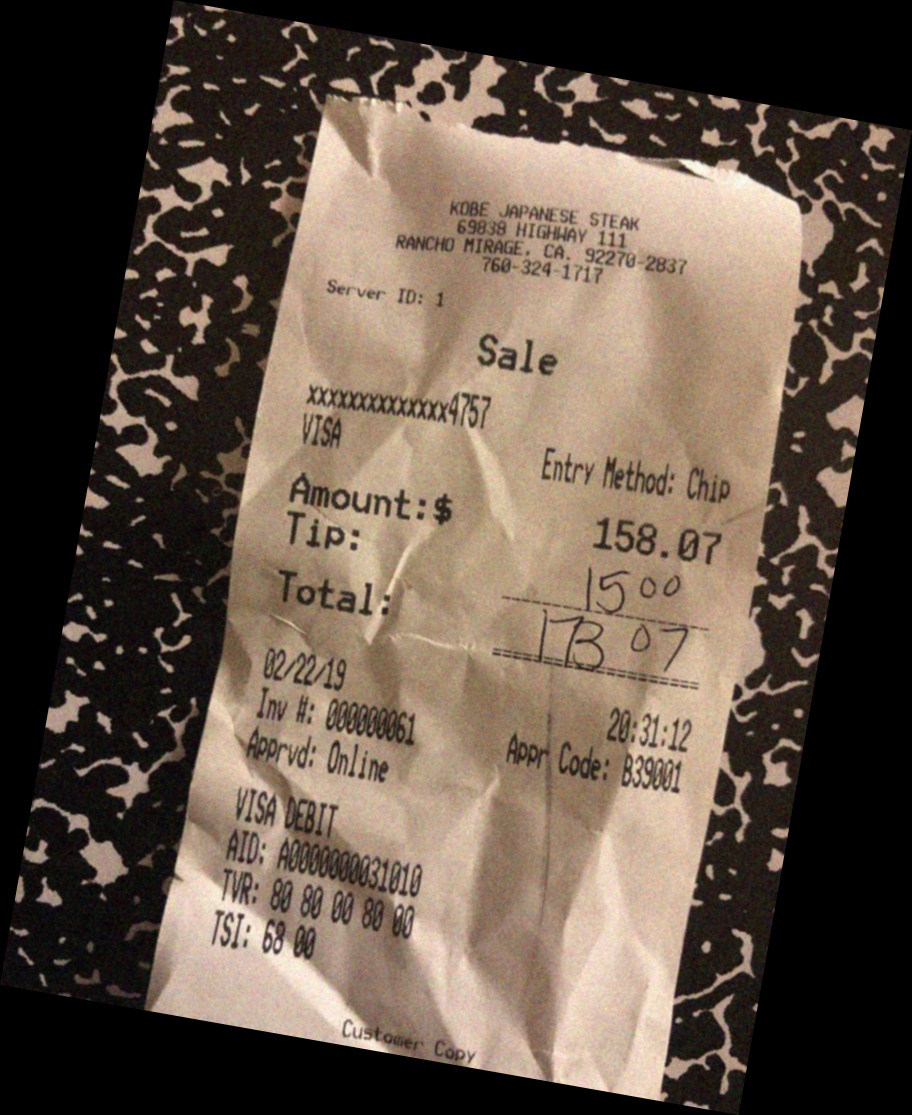 KOBE JAPANESE STEAK
69838 HIGHWAY 111
RANCHO MIRAGE, CA. 92270-2837
760-324-1717
Server ID: 1
Sale
xxxxxxxxxxxxxx4757
VISA
Entry Method: Chip
Amount:$ 158.07
Tip: 15 00
Total: 173 07
02/22/19 20:31:12
Inv #: 000000061 Appr Code: B39001
Apprvd: Online
VISA DEBIT
AID: A0000000031010
TVR: 80 80 00 80 00
TSI: 68 00
Customer Copy